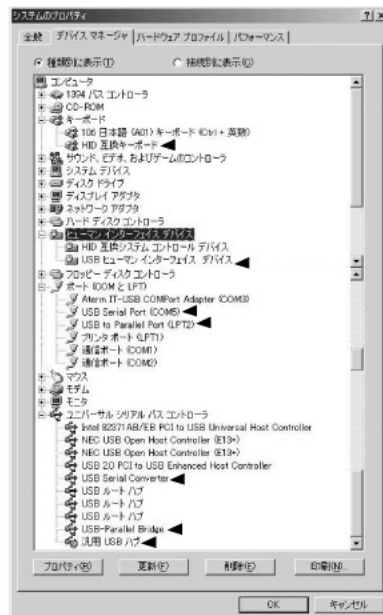 システムのプロパティ
全般
デバイス マネージャ
ハードウェア プロファイル
パフォーマンス
種類別に表示(T)
接続別に表示(C)
コンピュータ
1394 バス コントローラ
CD-ROM
キーボード
106 日本語 (A01) キーボード (Ctrl + 英数)
HID 互換キーボード
サウンド、ビデオ、およびゲームのコントローラ
システム デバイス
ディスク ドライブ
ディスプレイ アダプタ
ネットワーク アダプタ
ハード ディスク コントローラ
ヒューマン インターフェイス デバイス
HID 互換システム コントロール デバイス
USB ヒューマン インターフェイス デバイス
フロッピー ディスク コントローラ
ポート (COM と LPT)
Aterm IT-USB COMPort Adapter (COM3)
USB Serial Port (COM5)
USB to Parallel Port (LPT2)
プリンタ ポート (LPT1)
通信ポート (COM1)
通信ポート (COM2)
マウス
モデム
モニタ
ユニバーサル シリアル バス コントローラ
Intel 82371AB/EB PCI to USB Universal Host Controller
NEC USB Open Host Controller (E13+)
NEC USB Open Host Controller (E13+)
USB 2.0 PCI to USB Enhanced Host Controller
USB Serial Converter
USB ルート ハブ
USB ルート ハブ
USB ルート ハブ
USB-Parallel Bridge
汎用 USB ハブ
プロパティ(R)
更新(F)
削除(E)
印刷(N)...
OK
キャンセル